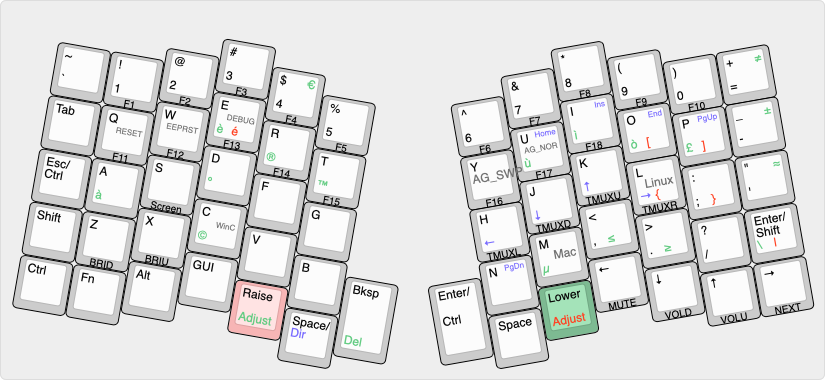 ~
`
!
1
F1
@
2
F2
#
3
F3
$ €
4
F4
%
5
F5
Tab
Q
RESET
F11
W
EEPRST
F12
E
DEBUG
è é
F13
R
®
F14
T
™
F15
Esc/
Ctrl
A
à
S
Screen
D
°
F
G
Shift
Z
BRID
X
BRIU
C
WinC
©
V
B
Ctrl
Fn
Alt
GUI
Raise
Adjust
Space/
Dir
Bksp
Del
^
6
F6
&
7
F7
*
8
F8
(
9
F9
)
0
F10
+ ≠
=
Y
AG_SWP
F16
U Home
AG_NOR
ù
F17
I Ins
ì
F18
O End
ò [
P PgUp
£ ]
_ ±
-
H
←
TMUXL
J
↓
TMUXD
K
↑
TMUXU
L
Linux
→ {
TMUXR
:
; }
" ≈
'
N PgDn
M
Mac
µ
<
, ≤
>
. ≥
?
/
Enter/
Shift
\ |
Enter/
Ctrl
Space
Lower
Adjust
←
MUTE
↓
VOLD
↑
VOLU
→
NEXT